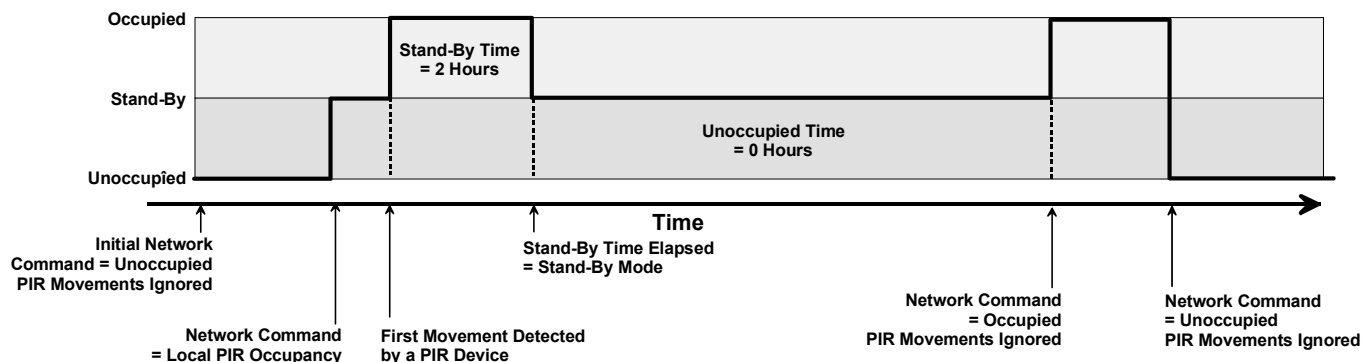 Occupied
Stand-By Time
= 2 Hours
Stand-By
Unoccupied Time
= 0 Hours
Unoccupied
Time
Initial Network
Command = Unoccupied
PIR Movements Ignored
Stand-By Time Elapsed
= Stand-By Mode
Network Command
= Occupied
PIR Movements Ignored
Network Command
= Unoccupied
PIR Movements Ignored
Network Command
= Local PIR Occupancy
First Movement Detected
by a PIR Device